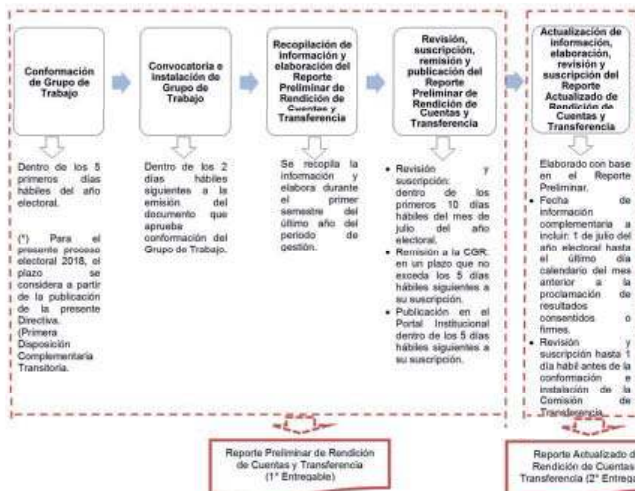 Conformación
de Grupo de
Trabajo
Convocatoria e
instalación de
Grupo de
Trabajo
Recopilación de
información y
elaboración del
Reporte
Preliminar de
Rendición de
Cuentas y
Transferencia
Revisión,
suscripción,
remisión y
publicación del
Reporte
Preliminar de
Rendición de
Cuentas y
Transferencia
Actualización de
información,
elaboración,
revisión y
suscripción del
Reporte
Actualizado de
Rendición de
Cuentas y
Transferencia
Dentro de los 5
primeros días
hábiles del año
electoral.
(*) Para el
presente proceso
electoral 2018, el
plazo se
considera a partir
de la publicación
de la presente
Directiva.
(Primera
Disposición
Complementaria
Transitoria.
Dentro de los 2
días hábiles
siguientes a la
emisión del
documento que
aprueba
conformación del
Grupo de Trabajo.
Se recopila la
información y
elabora durante
el primer
semestre del
último año del
periodo de
gestión.
• Revisión y
suscripción:
dentro de los
primeros 10 días
hábiles del mes de
julio del año
electoral.
• Remisión a la CGR:
en un plazo que no
exceda los 5 días
hábiles siguientes a
su suscripción.
• Publicación en el
Portal Institucional
dentro de los 5 días
hábiles siguientes a
su suscripción.
Elaborado con base
en el Reporte
Preliminar.
• Fecha de
información
complementaria a
incluir: 1 de julio del
año electoral hasta
el último día
calendario del mes
anterior a la
proclamación de
resultados
consentidos o
firmes.
• Revisión y
suscripción hasta 1
día hábil antes de la
conformación e
instalación de la
Comisión de
Transferencia
Reporte Preliminar de Rendición
de Cuentas y Transferencia
(1° Entregable)
Reporte Actualizado d
Rendición de Cuentas
Transferencia (2° Entrega